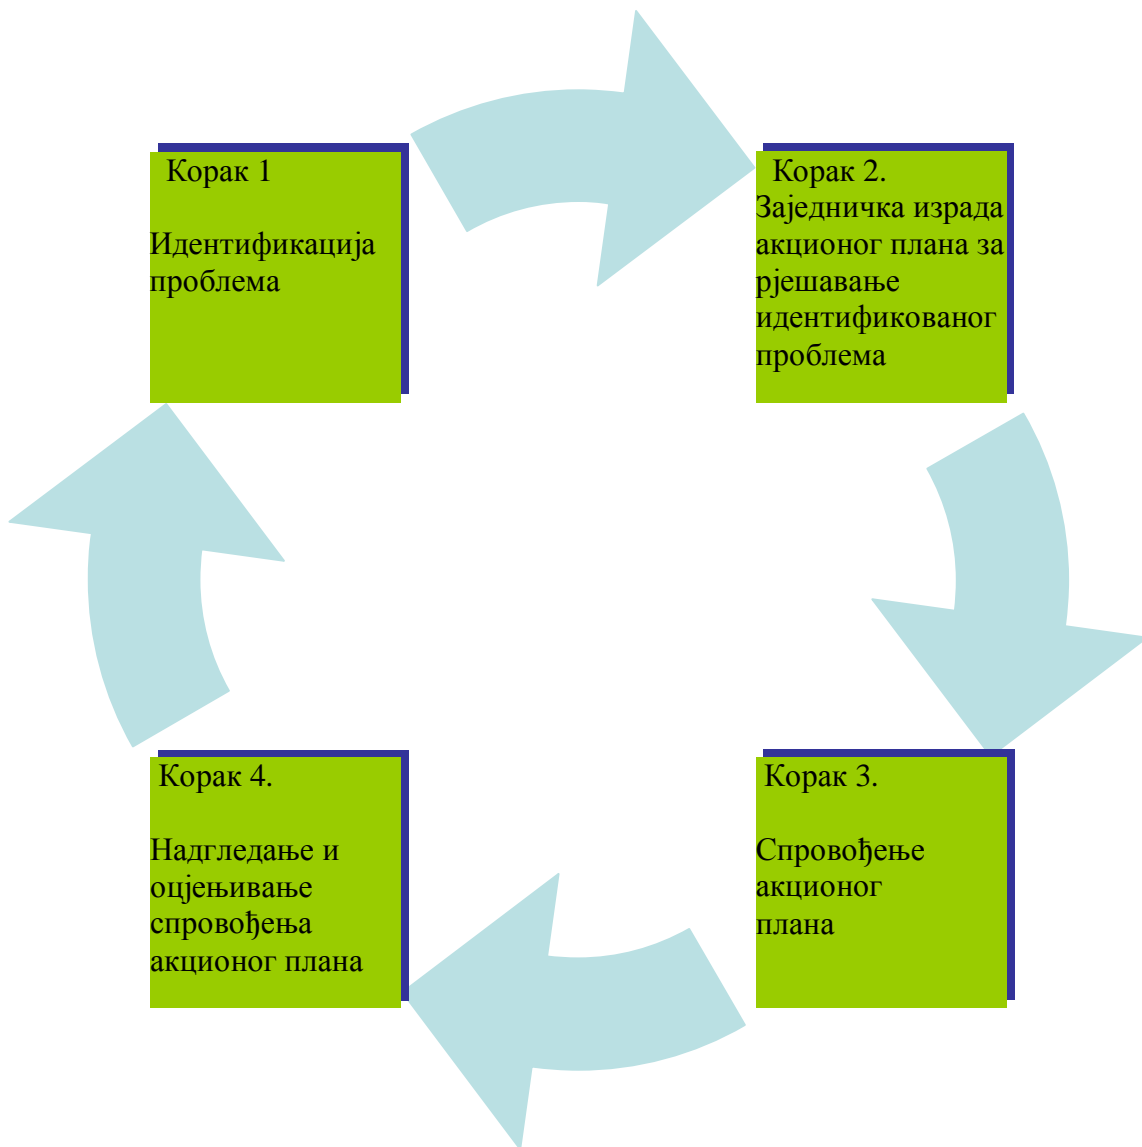 Корак 1
Идентификација
проблема
Корак 2.
Заједничка израда
акционог плана за
рјешавање
идентификованог
проблема
Корак 3.
Спровођење
акционог
плана
Корак 4.
Надгледање и
оцјењивање
спровођења
акционог плана